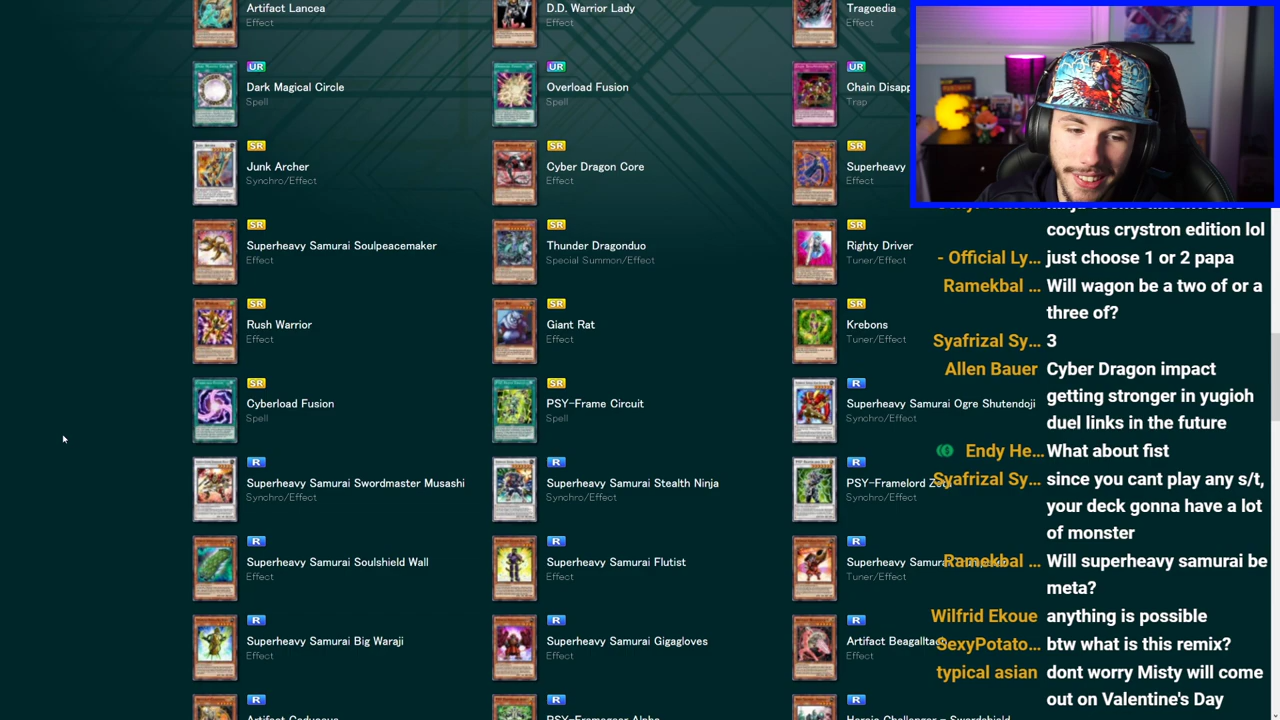 Artifact Lancea
Effect
D.D. Warrior Lady
Effect
Tragoedia
Effect
UR
Dark Magical Circle
Spell
UR
Overload Fusion
Spell
UR
Chain Disapp
Trap
SR
Junk Archer
Synchro/Effect
SR
Cyber Dragon Core
Effect
SR
Superheavy
Effect
SR
Superheavy Samurai Soulpeacemaker
Effect
SR
Thunder Dragonduo
Special Summon/Effect
SR
Righty Driver
Tuner/Effect
SR
Rush Warrior
Effect
SR
Giant Rat
Effect
SR
Krebons
Tuner/Effect
SR
Cyberload Fusion
Spell
SR
PSY-Frame Circuit
Spell
R
Superheavy Samurai Ogre Shutendoji
Synchro/Effect
R
Superheavy Samurai Swordmaster Musashi
Synchro/Effect
R
Superheavy Samurai Stealth Ninja
Synchro/Effect
R
PSY-Framelord
Synchro/Effect
R
Superheavy Samurai Soulshield Wall
Effect
R
Superheavy Samurai Flutist
Effect
R
Superheavy
Tuner/Effect
R
Superheavy Samurai Big Waraji
Effect
R
Superheavy Samurai Gigagloves
Effect
R
Artifact Beagalltac
Effect
R
R
R
cocytus crystron edition lol
- Official Ly... just choose 1 or 2 papa
Ramekbal ... Will wagon be a two of or a
three of?
Syafrizal Sy... 3
Allen Bauer Cyber Dragon impact
getting stronger in yugioh
duel links in the future
Endy He... What about fist
Syafrizal Sy... since you cant play any s/t,
your deck gonna have a lot
of monster
Ramekbal ... Will superheavy samurai be
mata?
Wilfrid Ekoue anything is possible
SexyPotato... btw what is this remix?
typical asian dont worry Misty will come
out on Valentine's Day